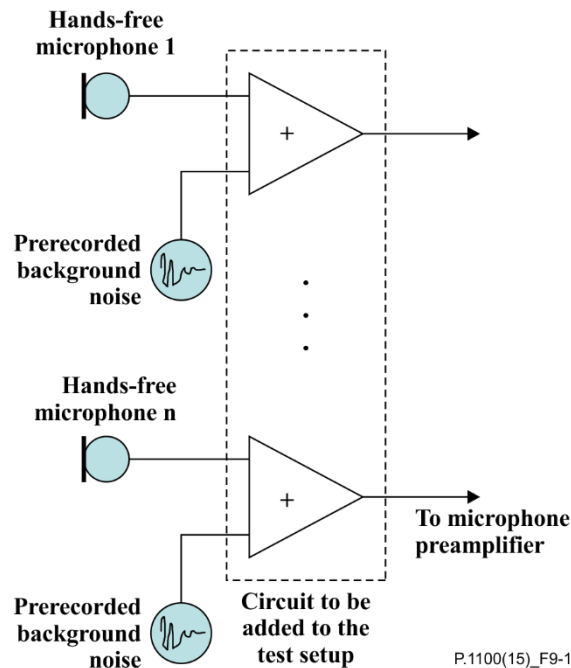 Hands-free
microphone 1
+
Prerecorded
background
noise
Hands-free
microphone n
+
To microphone
preamplifier
Prerecorded
background
noise
Circuit to be
added to the
test setup
P.1100(15)_F9-1